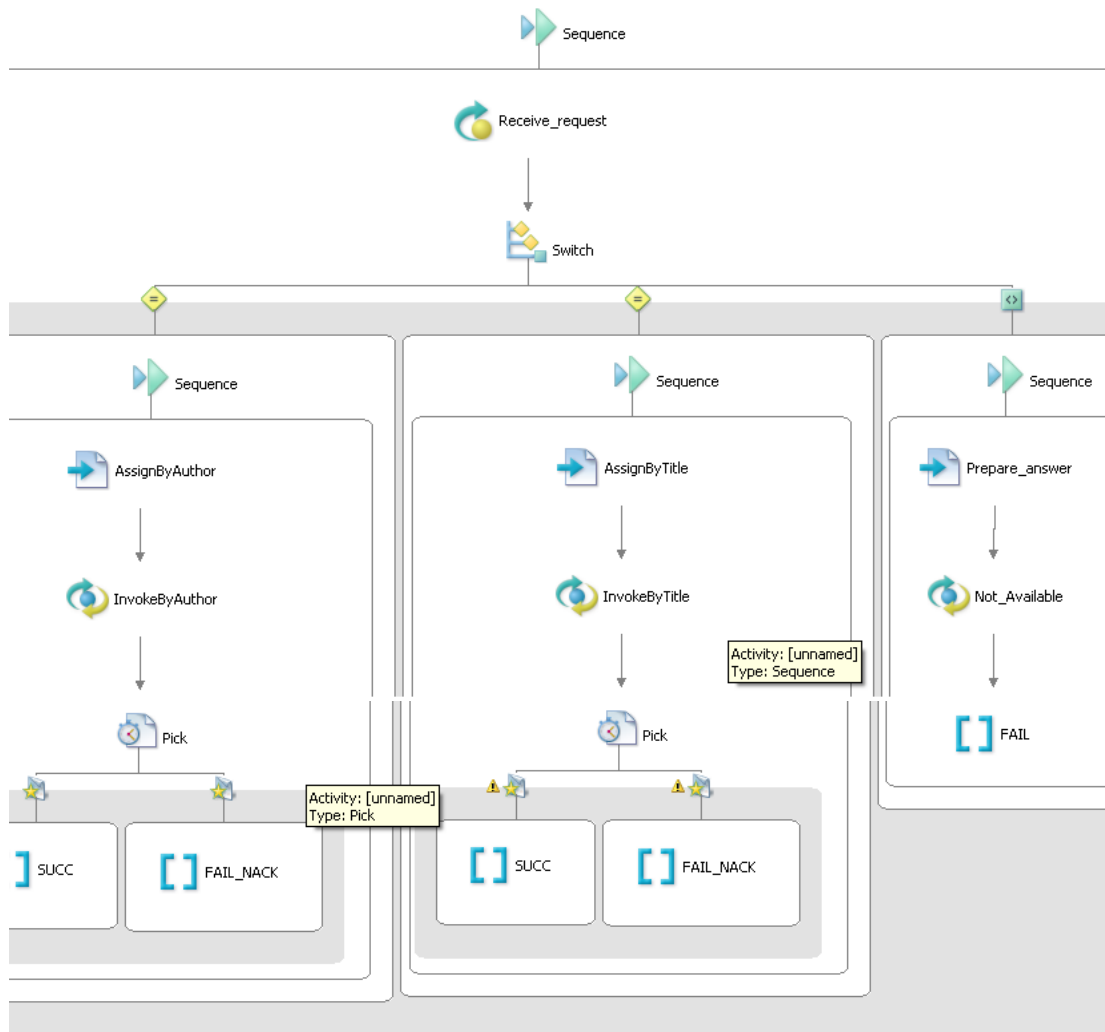 Sequence
Receive_request
Switch
Sequence
Sequence
Sequence
AssignByAuthor
AssignByTitle
Prepare_answer
InvokeByAuthor
InvokeByTitle
Not_Available
Activity: [unnamed]
Type: Sequence
Pick
Pick
FAIL
Activity: [unnamed]
Type: Pick
SUCC
FAIL_NACK
SUCC
FAIL_NACK